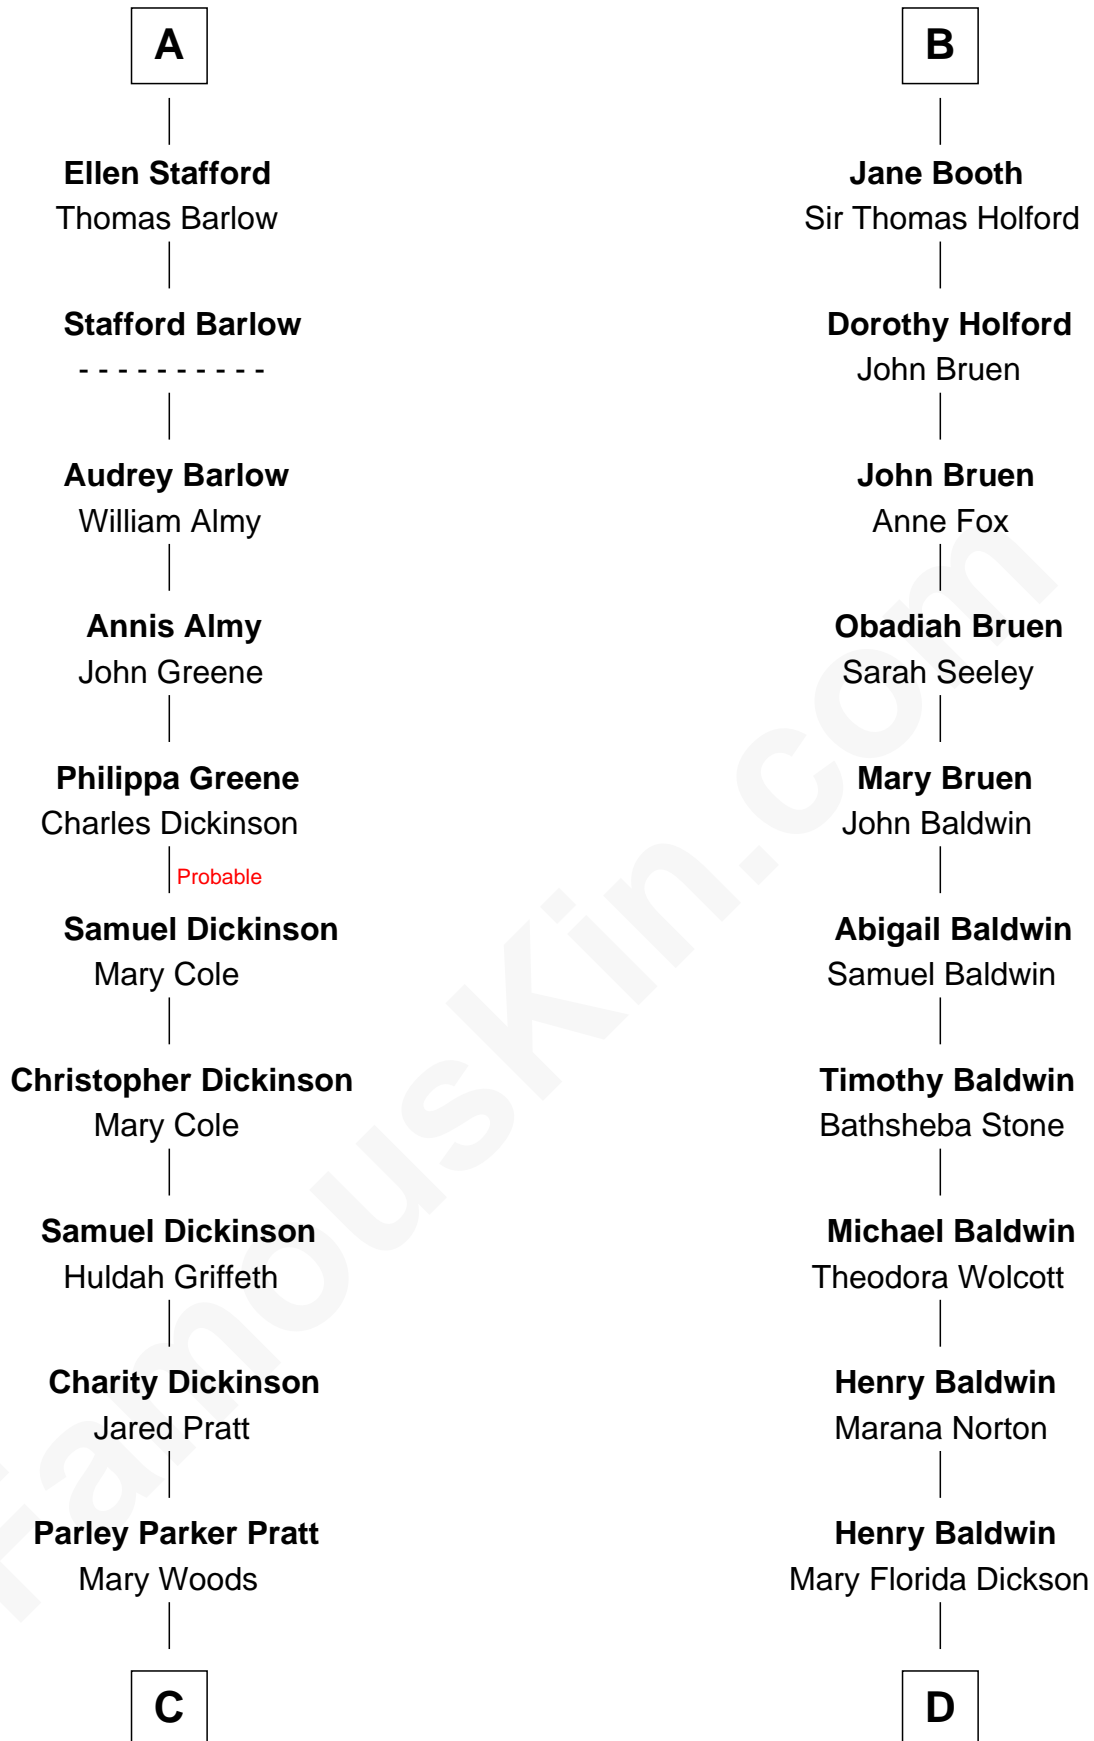 A
Ellen Stafford
Thomas Barlow
Stafford Barlow
- - - - - - - - - -
Audrey Barlow
William Almy
Annis Almy
John Greene
Philippa Greene
Charles Dickinson
Probable
Samuel Dickinson
Mary Cole
Christopher Dickinson
Mary Cole
Samuel Dickinson
Huldah Griffeth
Charity Dickinson
Jared Pratt
Parley Parker Pratt
Mary Woods
C
B
Jane Booth
Sir Thomas Holford
Dorothy Holford
John Bruen
John Bruen
Anne Fox
Obadiah Bruen
Sarah Seeley
Mary Bruen
John Baldwin
Abigail Baldwin
Samuel Baldwin
Timothy Baldwin
Bathsheba Stone
Michael Baldwin
Theodora Wolcott
Henry Baldwin
Marana Norton
Henry Baldwin
Mary Florida Dickson
D
FamousKin.com